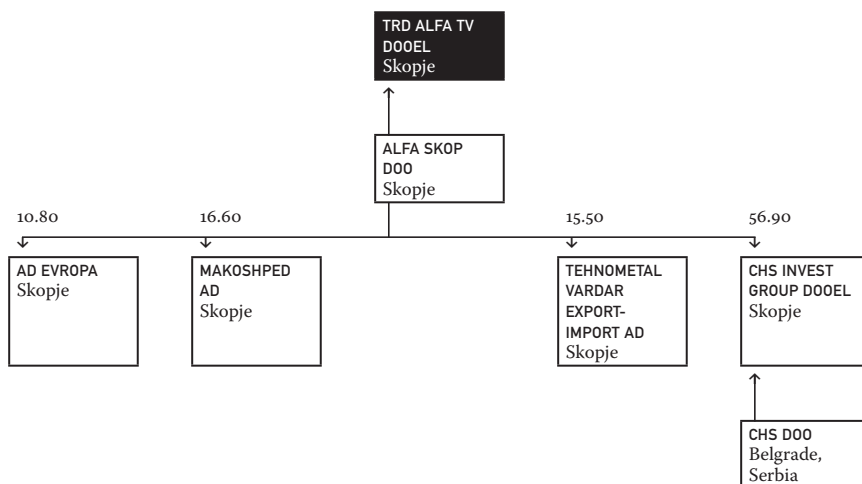 TRD ALFA TV
DOOEL
Skopje
ALFA SKOP
DOO
Skopje
10.80
16.60
15.50
56.90
AD EVROPA
Skopje
MAKOSHPED
AD
Skopje
TEHNOMETAL
VARDAR
EXPORT-
IMPORT AD
Skopje
CHS INVEST
GROUP DOOEL
Skopje
CHS DOO
Belgrade,
Serbia